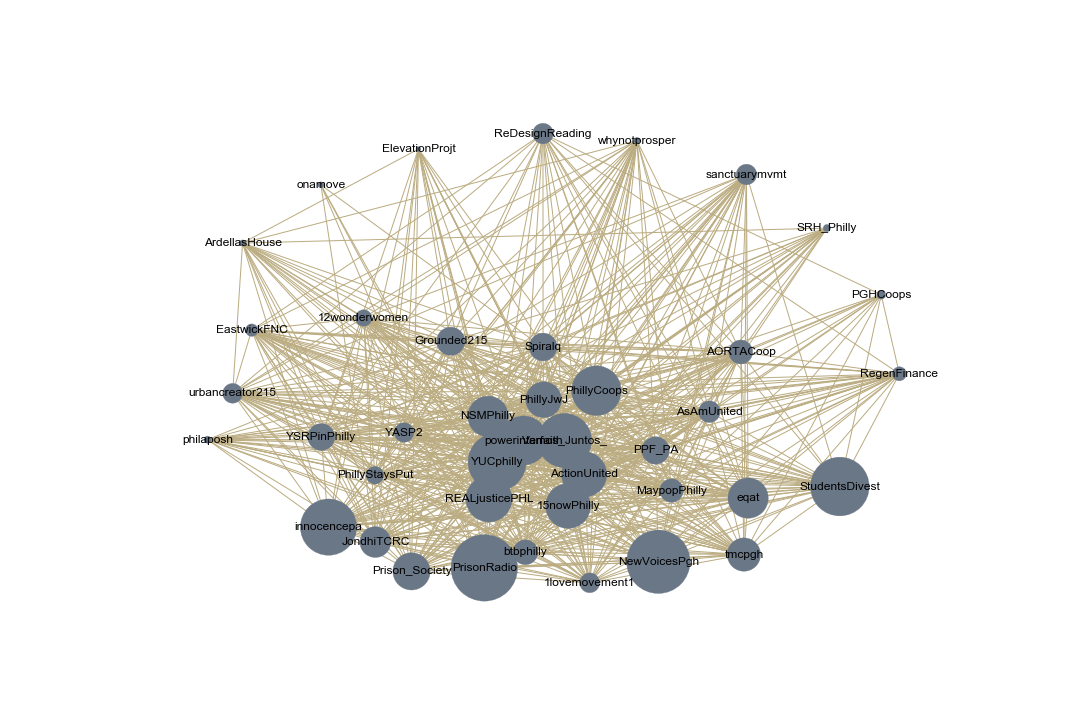 ReDesignReading
whynotprosper
ElevationProjt
sanctuarymvmt
onamove
SRH_Philly
ArdellasHouse
PGHCoops
12wonderwomen
EastwickFNC
Grounded215
Spiralq
AORTACoop
RegenFinance
urbancreator215
PhillyCoops
PhillyJwJ
NSMPhilly
AsAmUnited
philaposh
YSRPinPhilly
YASP2
Vamos_Juntos_
PPF_PA
YUCphilly
PhillyStaysPut
ActionUnited
StudentsDivest
MaypopPhilly
REALjusticePHL
eqat
15nowPhilly
innocencepa
JondhiTCRC
btbphilly
tmcpgh
NewVoicesPgh
PrisonRadio
Prison_Society
1lovemovement1